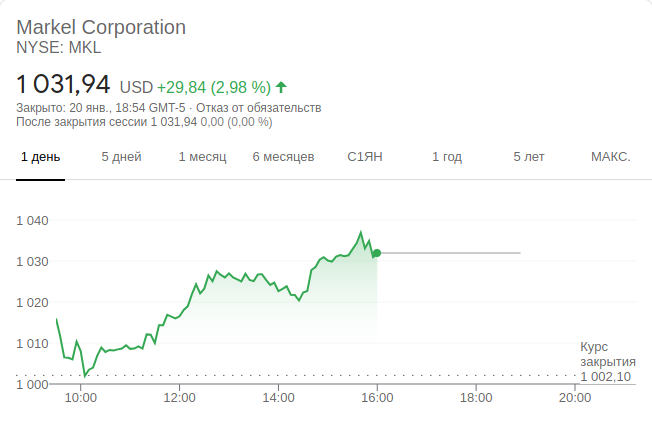 Markel Corporation
NYSE: MKL
1 031,94 USD +29,84 (2,98 %)
Закрыто: 20 янв., 18:54 GMT-5 · Отказ от обязательств
После закрытия сессии 1 031,94 0,00 (0,00 %)
1 день 5 дней 1 месяц 6 месяцев С1ЯН 1 год 5 лет МАКС.
1 040
1 030
1 020
1 010
1 000
Курс
закрытия
1 002,10
10:00 12:00 14:00 16:00 18:00 20:00